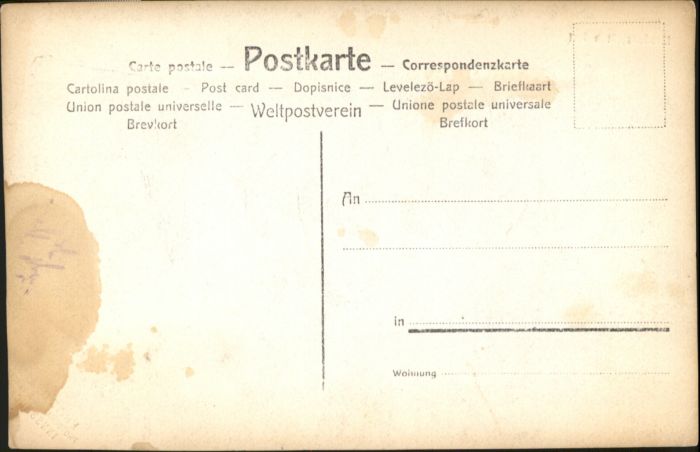 Carte postale — Postkarte — Correspondenzkarte
Cartolina postale - Post card — Dopisnice — Levelezö-Lap — Briefkaart
Union postale universelle — Weltpostverein — Unione postale universale
Brevkort Brefkort
An
in
Wohnung